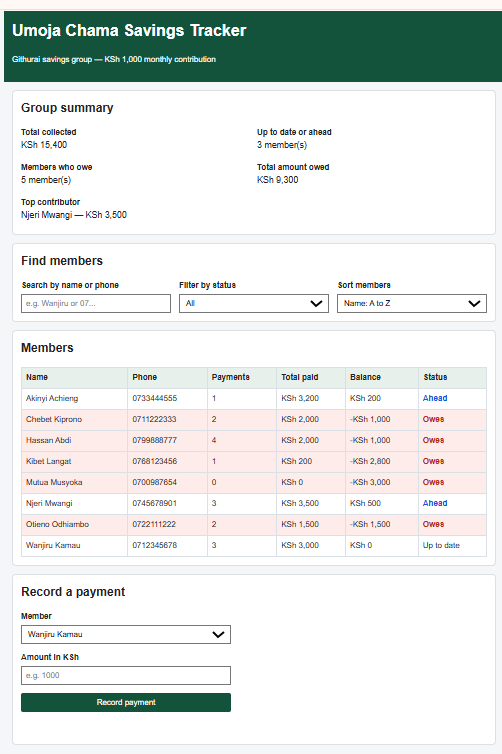 Umoja Chama Savings Tracker
Githurai savings group — KSh 1,000 monthly contribution
Group summary
Total collected Up to date or ahead
KSh 15,400 3 member(s)
Members who owe Total amount owed
5 member(s) KSh 9,300
Top contributor
Njeri Mwangi — KSh 3,500
Find members
Search by name or phone Filter by status Sort members
e.g. Wanjiru or 07... All Name: A to Z
Members
Name Phone Payments Total paid Balance Status
Akinyi Achieng 0733444555 1 KSh 3,200 KSh 200 Ahead
Chebet Kiprono 0711222333 2 KSh 2,000 -KSh 1,000 Owes
Hassan Abdi 0799888777 4 KSh 2,000 -KSh 1,000 Owes
Kibet Langat 0768123456 1 KSh 200 -KSh 2,800 Owes
Mutua Musyoka 0700987654 0 KSh 0 -KSh 3,000 Owes
Njeri Mwangi 0745678901 3 KSh 3,500 KSh 500 Ahead
Otieno Odhiambo 0722111222 2 KSh 1,500 -KSh 1,500 Owes
Wanjiru Kamau 0712345678 3 KSh 3,000 KSh 0 Up to date
Record a payment
Member
Wanjiru Kamau
Amount in KSh
e.g. 1000
Record payment